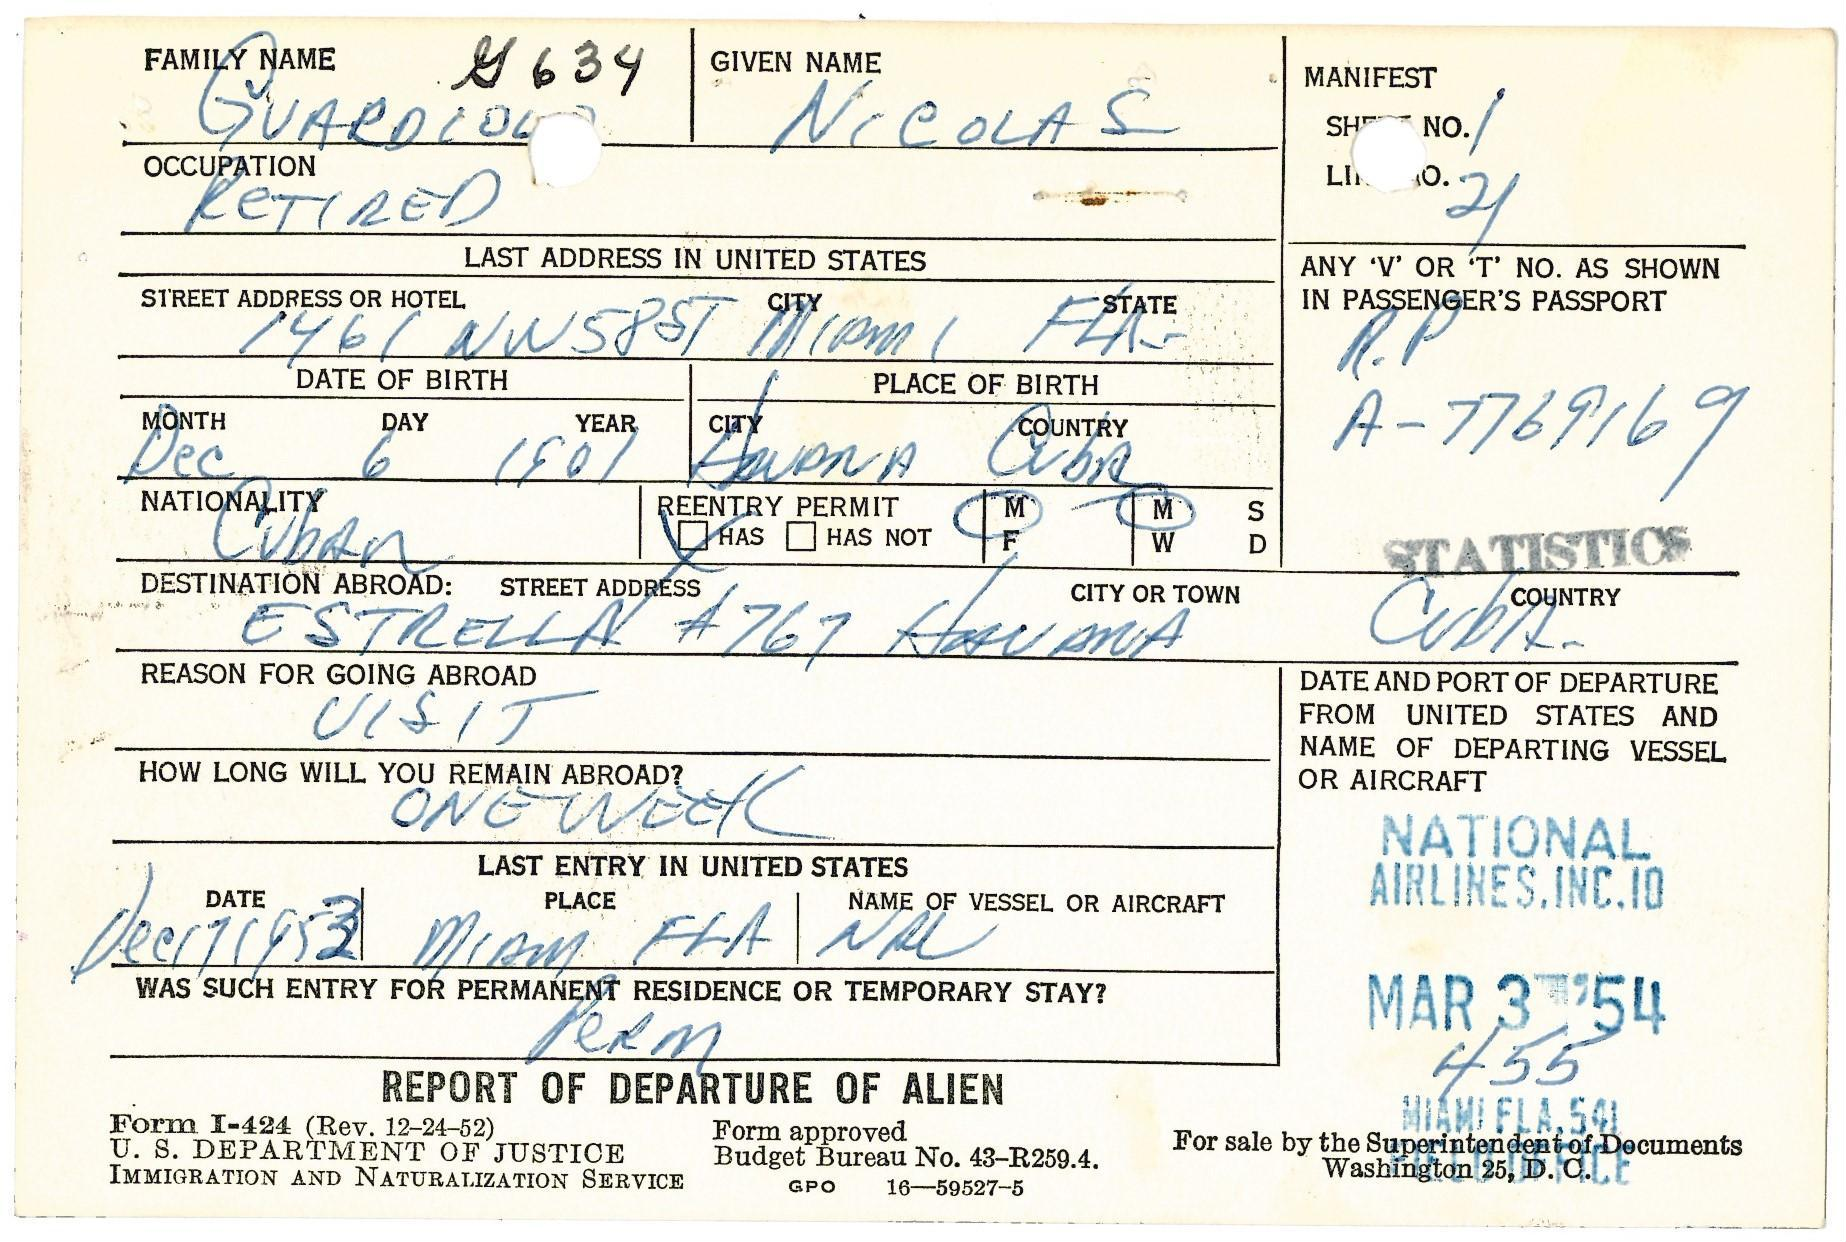 FAMILY NAME G634
GIVEN NAME
NICOLAS
MANIFEST
NO. 1
21
OCCUPATION
RETIRED
LAST ADDRESS IN UNITED STATES
STREET ADDRESS OR HOTEL CITY STATE
1461 NW 58 ST MIAMI FLA-
ANY 'V' OR 'T' NO. AS SHOWN
IN PASSENGER'S PASSPORT
R.P
A-7769169
DATE OF BIRTH
PLACE OF BIRTH
MONTH DAY YEAR CITY COUNTRY
Dec 6 1901 HAVANA CUBA
NATIONALITY
CUBAN
REENTRY PERMIT
HAS HAS NOT
M F
M S
W D
STATISTICS
DESTINATION ABROAD: STREET ADDRESS CITY OR TOWN COUNTRY
ESTRELLA #767 HAVANA CUBA-
REASON FOR GOING ABROAD
VISIT
HOW LONG WILL YOU REMAIN ABROAD?
ONE WEEK
LAST ENTRY IN UNITED STATES
DATE PLACE NAME OF VESSEL OR AIRCRAFT
Dec 17 1953 MIAMI FLA NAL
WAS SUCH ENTRY FOR PERMANENT RESIDENCE OR TEMPORARY STAY?
PERM
DATE AND PORT OF DEPARTURE
FROM UNITED STATES AND
NAME OF DEPARTING VESSEL
OR AIRCRAFT
NATIONAL
AIRLINES, INC. 10
MAR 3 '54
455
MIAMI FLA. 541
FIELD OFFICE
REPORT OF DEPARTURE OF ALIEN
Form I-424 (Rev. 12-24-52)
U. S. DEPARTMENT OF JUSTICE
IMMIGRATION AND NATURALIZATION SERVICE
Form approved
Budget Bureau No. 43-R259.4.
GPO 16—59527-5
For sale by the Superintendent of Documents
Washington 25, D. C.